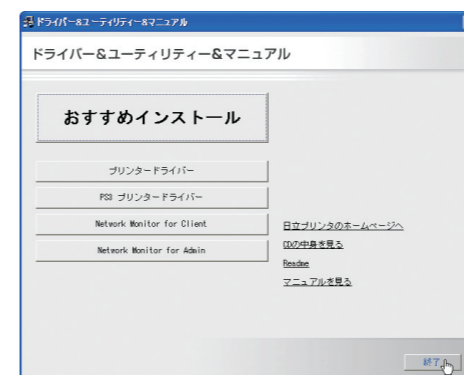 ドライバー&ユーティリティー&マニュアル
ドライバー&ユーティリティー&マニュアル
おすすめインストール
プリンタードライバー
PS3 プリンタードライバー
Network Monitor for Client
Network Monitor for Admin
日立プリンタのホームページへ
CDの中身を見る
Readme
マニュアルを見る
終了